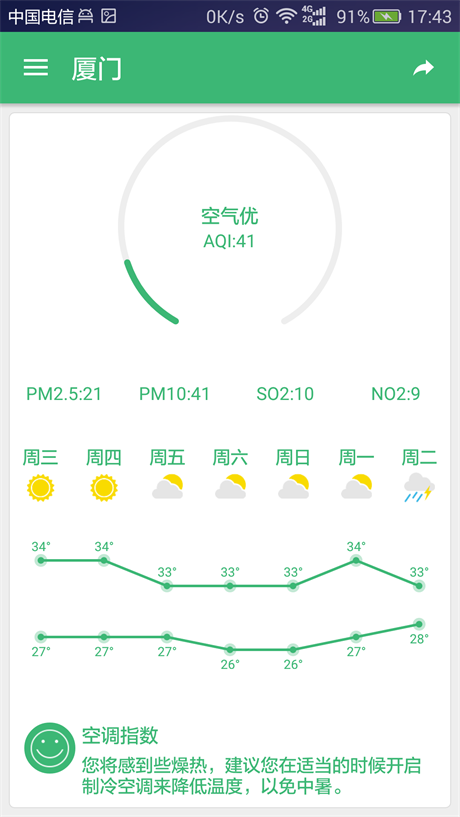 中国电信 0K/s 4G 2G 91% 17:43
厦门
空气优
AQI:41
PM2.5:21 PM10:41 SO2:10 NO2:9
周三 周四 周五 周六 周日 周一 周二
34° 34° 33° 33° 33° 34° 33°
27° 27° 27° 26° 26° 27° 28°
空调指数
您将感到些燥热，建议您在适当的时候开启
制冷空调来降低温度，以免中暑。